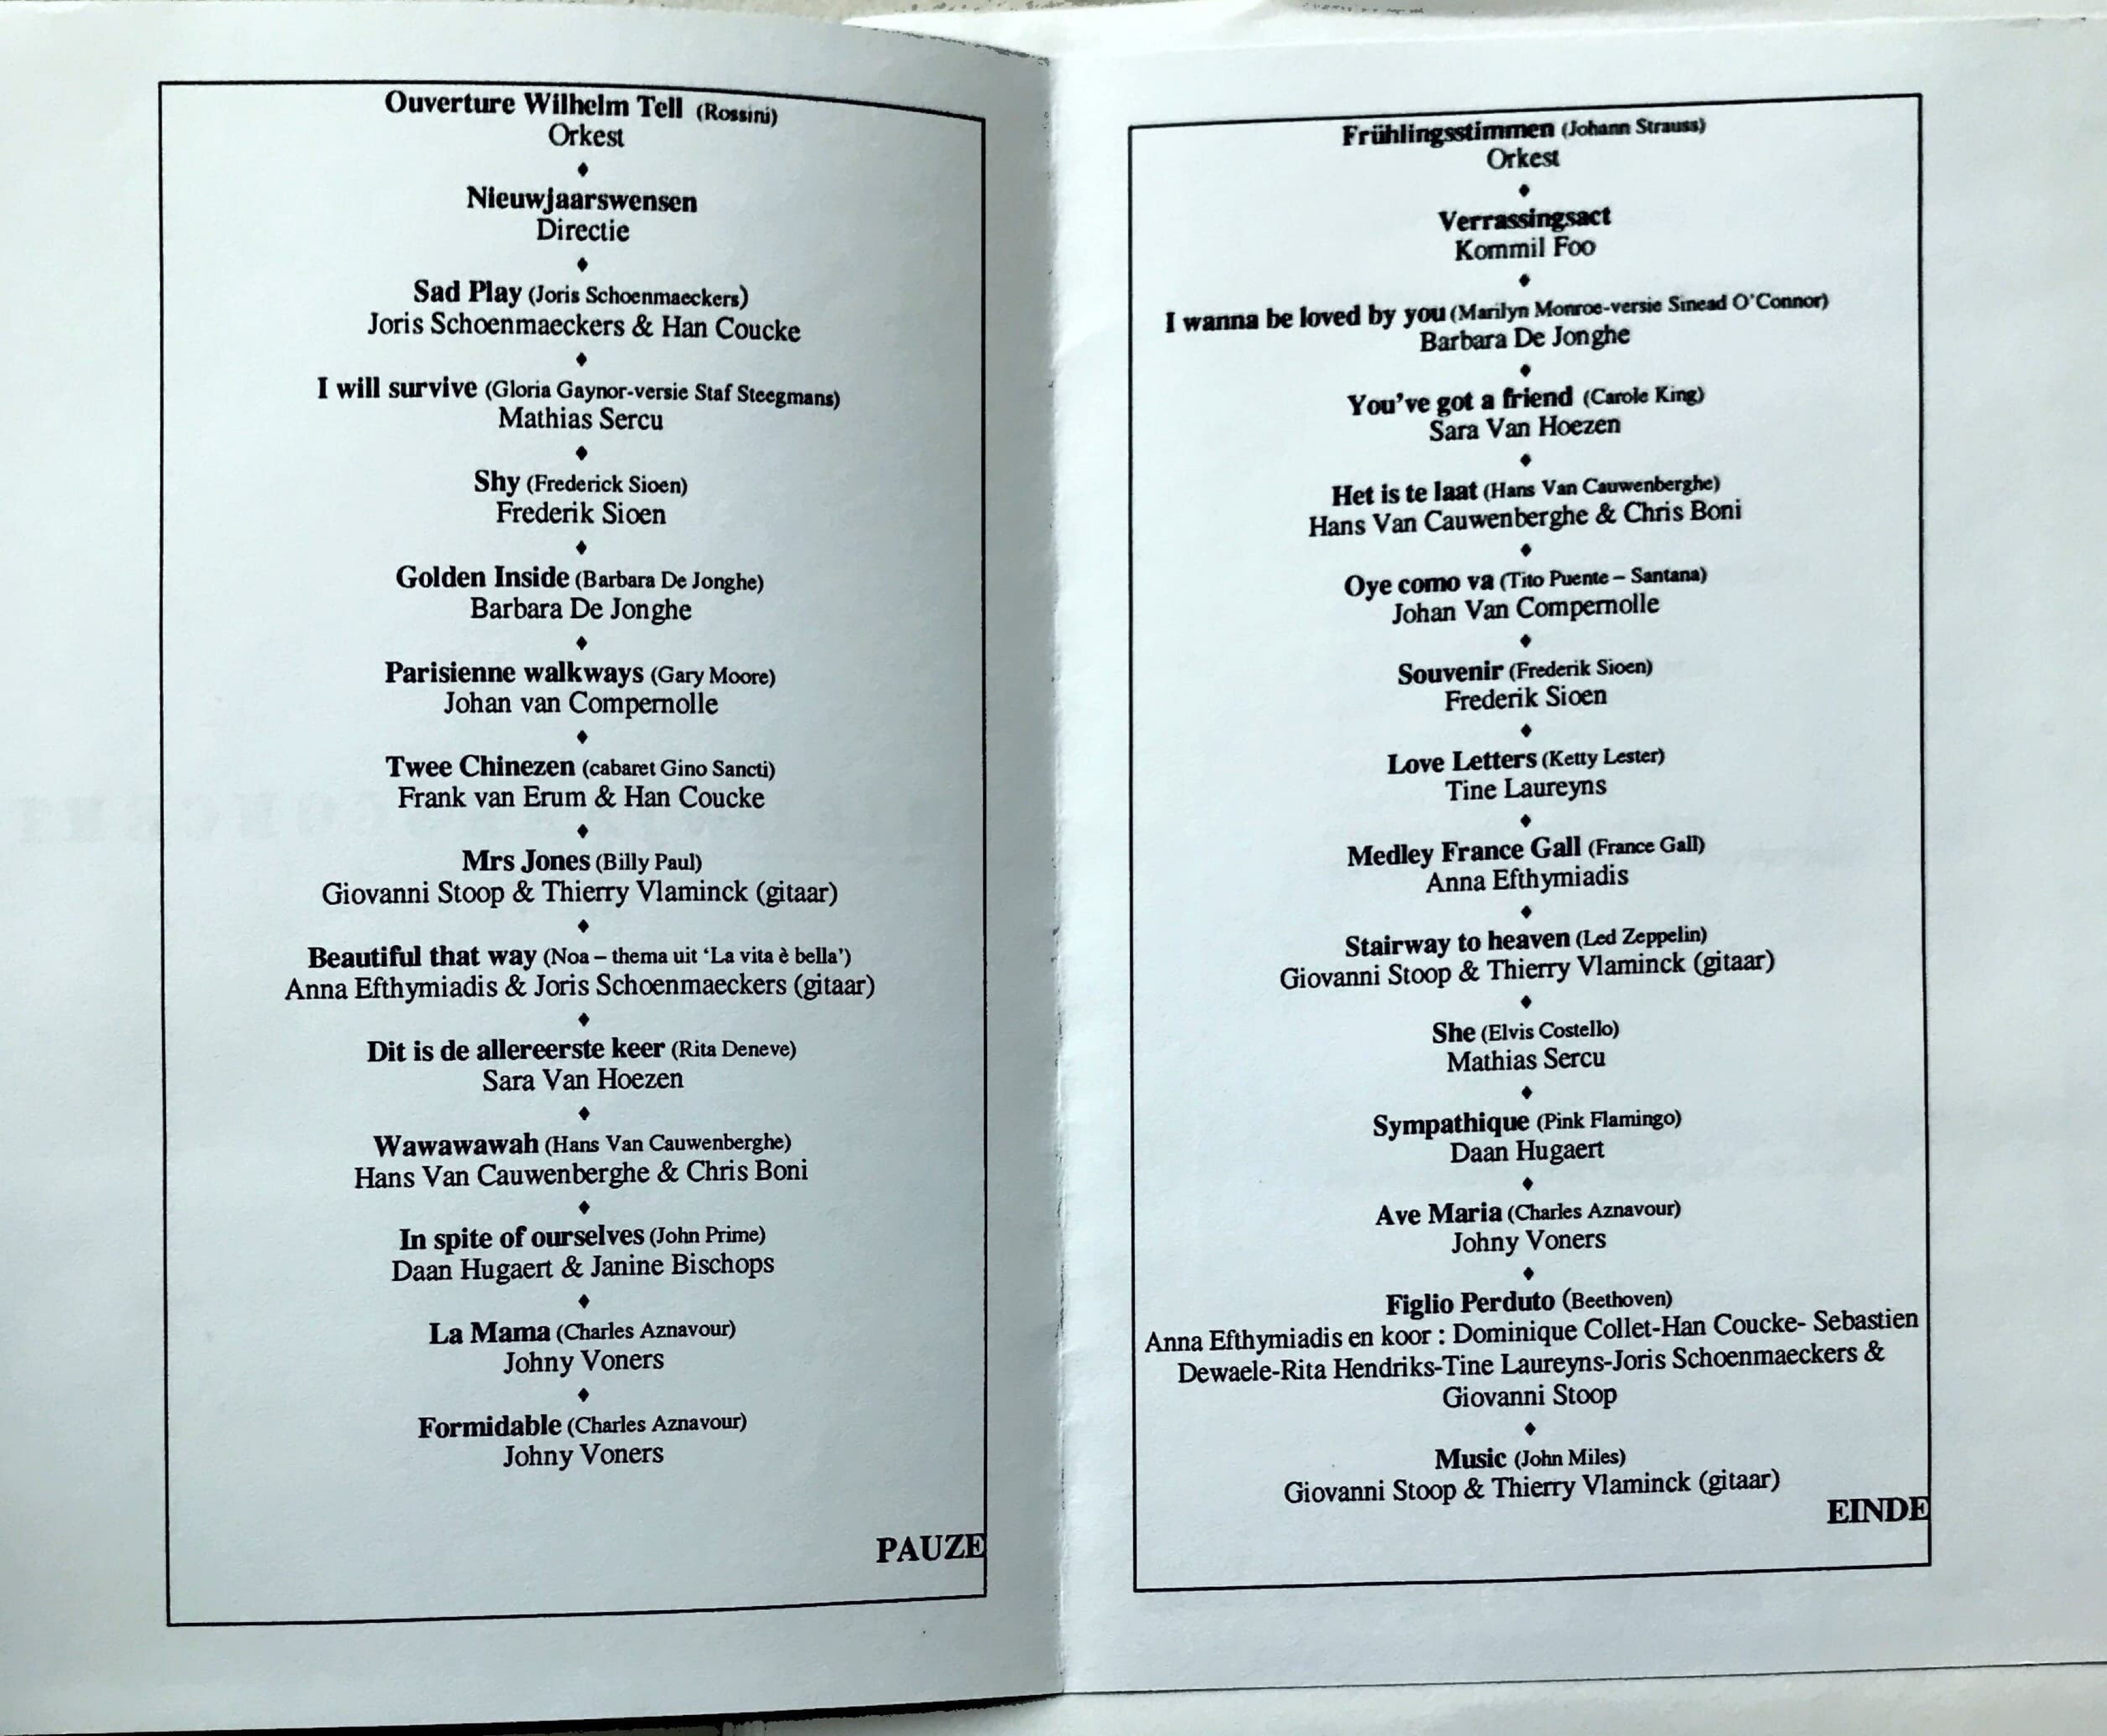 Ouverture Wilhelm Tell (Rossini)
Orkest
♦
Nieuwjaarswensen
Directie
♦
Sad Play (Joris Schoenmaeckers)
Joris Schoenmaeckers & Han Coucke
♦
I will survive (Gloria Gaynor-versie Staf Steegmans)
Mathias Sercu
♦
Shy (Frederick Sioen)
Frederik Sioen
♦
Golden Inside (Barbara De Jonghe)
Barbara De Jonghe
♦
Parisienne walkways (Gary Moore)
Johan van Compernolle
♦
Twee Chinezen (cabaret Gino Sancti)
Frank van Erum & Han Coucke
♦
Mrs Jones (Billy Paul)
Giovanni Stoop & Thierry Vlaminck (gitaar)
♦
Beautiful that way (Noa – thema uit ‘La vita è bella’)
Anna Efthymiadis & Joris Schoenmaeckers (gitaar)
♦
Dit is de allereerste keer (Rita Deneve)
Sara Van Hoezen
♦
Wawawawah (Hans Van Cauwenberghe)
Hans Van Cauwenberghe & Chris Boni
♦
In spite of ourselves (John Prime)
Daan Hugaert & Janine Bischops
♦
La Mama (Charles Aznavour)
Johny Voners
♦
Formidable (Charles Aznavour)
Johny Voners
PAUZE
Frühlingsstimmen (Johann Strauss)
Orkest
♦
Verrassingsact
Kommil Foo
♦
I wanna be loved by you (Marilyn Monroe-versie Sinead O’Connor)
Barbara De Jonghe
♦
You’ve got a friend (Carole King)
Sara Van Hoezen
♦
Het is te laat (Hans Van Cauwenberghe)
Hans Van Cauwenberghe & Chris Boni
♦
Oye como va (Tito Puente – Santana)
Johan Van Compernolle
♦
Souvenir (Frederik Sioen)
Frederik Sioen
♦
Love Letters (Ketty Lester)
Tine Laureyns
♦
Medley France Gall (France Gall)
Anna Efthymiadis
♦
Stairway to heaven (Led Zeppelin)
Giovanni Stoop & Thierry Vlaminck (gitaar)
♦
She (Elvis Costello)
Mathias Sercu
♦
Sympathique (Pink Flamingo)
Daan Hugaert
♦
Ave Maria (Charles Aznavour)
Johny Voners
♦
Figlio Perduto (Beethoven)
Anna Efthymiadis en koor : Dominique Collet-Han Coucke- Sebastien
Dewaele-Rita Hendriks-Tine Laureyns-Joris Schoenmaeckers &
Giovanni Stoop
♦
Music (John Miles)
Giovanni Stoop & Thierry Vlaminck (gitaar)
EINDE